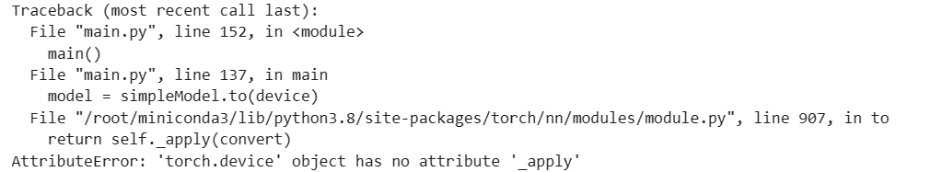 Traceback (most recent call last):
  File "main.py", line 152, in <module>
    main()
  File "main.py", line 137, in main
    model = simpleModel.to(device)
  File "/root/miniconda3/lib/python3.8/site-packages/torch/nn/modules/module.py", line 907, in to
    return self._apply(convert)
AttributeError: 'torch.device' object has no attribute '_apply'